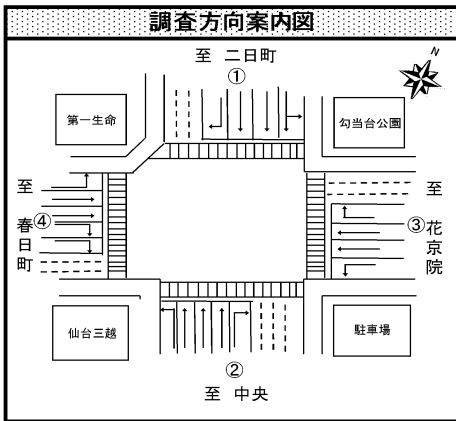 調査方向案内図
至 二日町
①
N
第一生命
勾当台公園
至
④
春日町
至
③
花京院
仙台三越
駐車場
②
至 中央